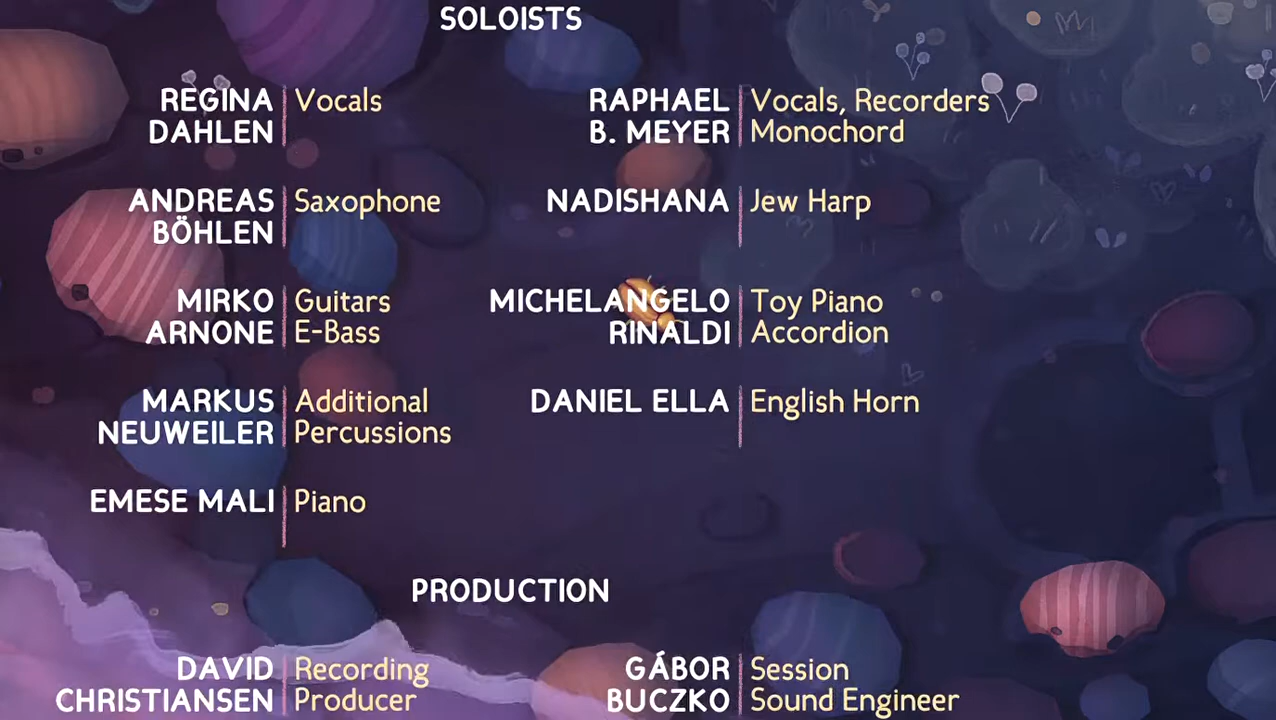 SOLOISTS
REGINA DAHLEN Vocals
RAPHAEL B. MEYER Vocals, Recorders Monochord
ANDREAS BÖHLEN Saxophone
NADISHANA Jew Harp
MIRKO ARNONE Guitars E-Bass
MICHELANGELO RINALDI Toy Piano Accordion
MARKUS NEUWEILER Additional Percussions
DANIEL ELLA English Horn
EMESE MALI Piano
PRODUCTION
DAVID CHRISTIANSEN Recording Producer
GÁBOR BUCZKO Session Sound Engineer